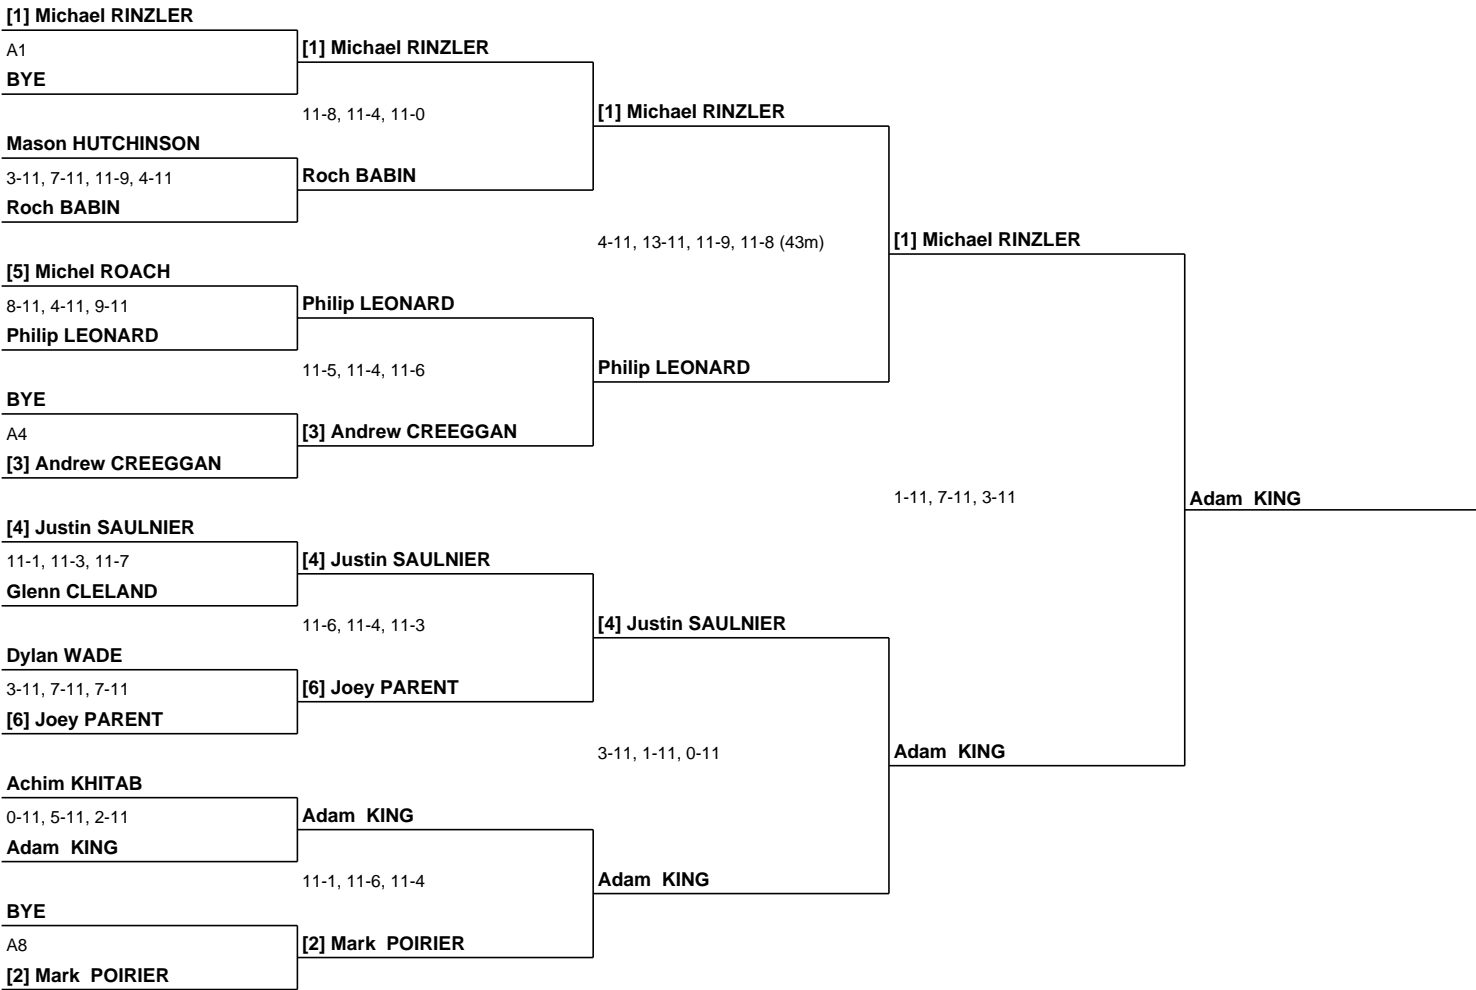 [1] Michael RINZLER
A1
BYE
Mason HUTCHINSON
3-11, 7-11, 11-9, 4-11
Roch BABIN
[5] Michel ROACH
8-11, 4-11, 9-11
Philip LEONARD
BYE
A4
[3] Andrew CREEGGAN
[4] Justin SAULNIER
11-1, 11-3, 11-7
Glenn CLELAND
Dylan WADE
3-11, 7-11, 7-11
[6] Joey PARENT
Achim KHITAB
0-11, 5-11, 2-11
Adam KING
BYE
A8
[2] Mark POIRIER
[1] Michael RINZLER
11-8, 11-4, 11-0
Roch BABIN
Philip LEONARD
11-5, 11-4, 11-6
[3] Andrew CREEGGAN
[4] Justin SAULNIER
11-6, 11-4, 11-3
[6] Joey PARENT
Adam KING
11-1, 11-6, 11-4
[2] Mark POIRIER
[1] Michael RINZLER
4-11, 13-11, 11-9, 11-8 (43m)
Philip LEONARD
[4] Justin SAULNIER
3-11, 1-11, 0-11
Adam KING
[1] Michael RINZLER
1-11, 7-11, 3-11
Adam KING
Adam KING